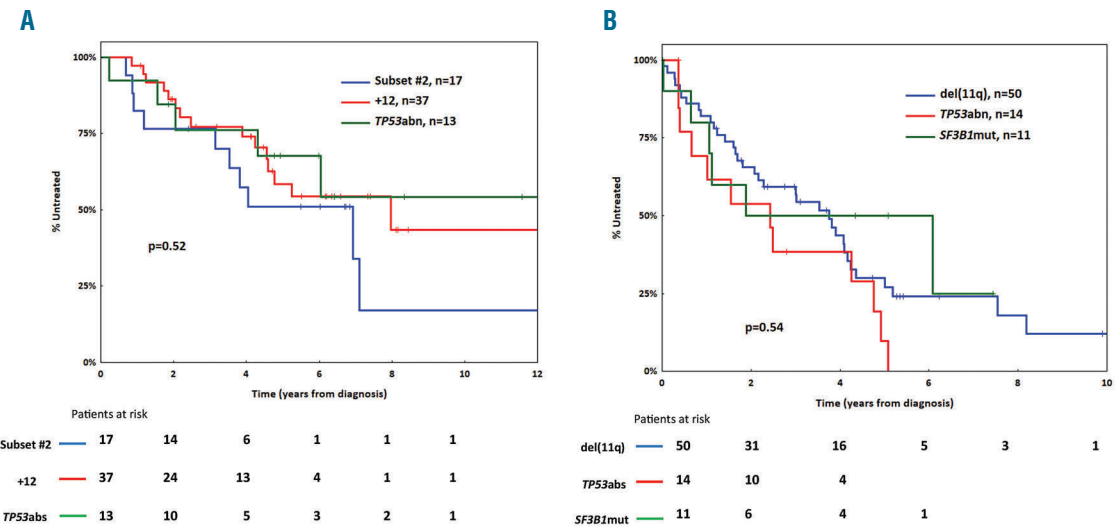 A
100%
75%
50%
25%
0%
% Untreated
Subset #2, n=17
+12, n=37
TP53abn, n=13
p=0.52
0 2 4 6 8 10 12
Time (years from diagnosis)
Patients at risk
Subset #2 17 14 6 1 1 1
+12 37 24 13 4 1 1
TP53abs 13 10 5 3 2 1
B
100%
75%
50%
25%
0%
% Untreated
del(11q), n=50
TP53abn, n=14
SF3B1mut, n=11
p=0.54
0 2 4 6 8 10
Time (years from diagnosis)
Patients at risk
del(11q) 50 31 16 5 3 1
TP53abs 14 10 4
SF3B1mut 11 6 4 1